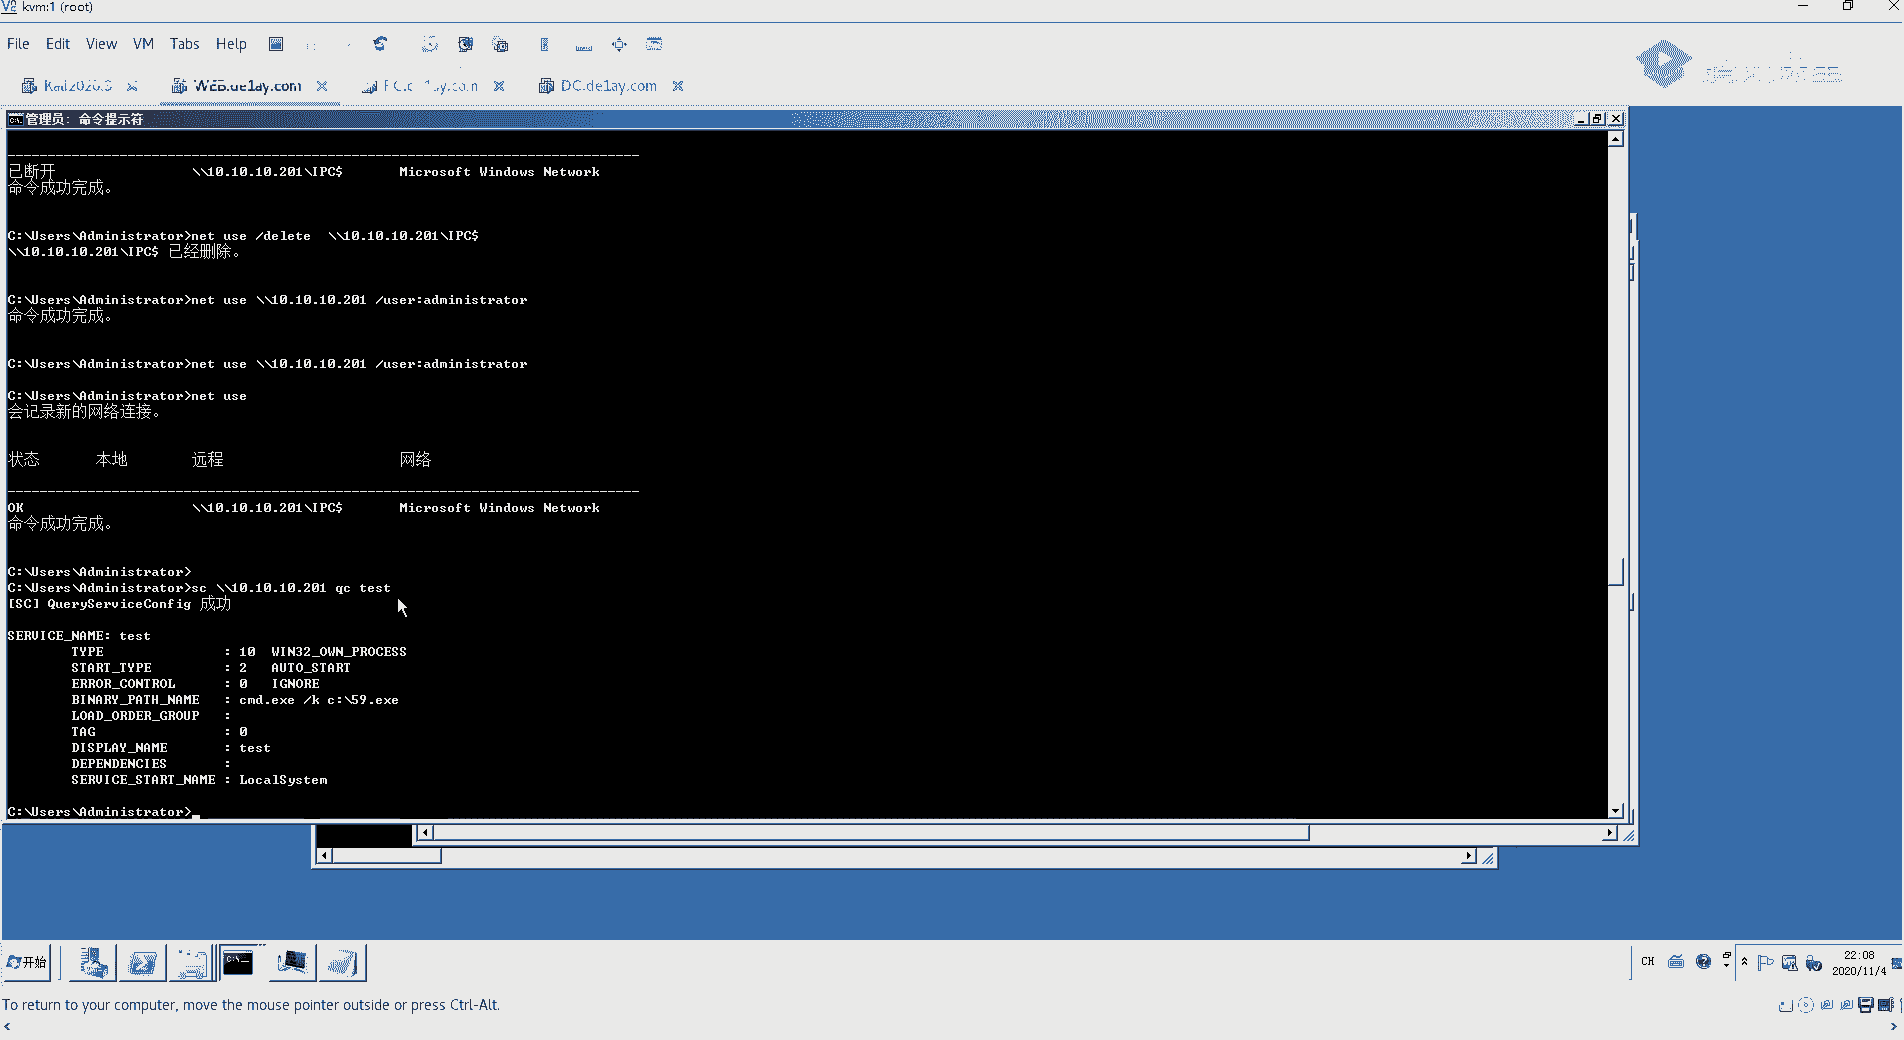 kvm:1 (root)
File Edit View VM Tabs Help
WEB.de1ay.com DC.de1ay.com
管理员: 命令提示符
已断开 \\10.10.10.201\IPC$ Microsoft Windows Network
命令成功完成。
C:\Users\Administrator>net use /delete  \\10.10.10.201\IPC$
\\10.10.10.201\IPC$ 已经删除。
C:\Users\Administrator>net use \\10.10.10.201 /user:administrator
命令成功完成。
C:\Users\Administrator>net use \\10.10.10.201 /user:administrator
C:\Users\Administrator>net use
会记录新的网络连接。
状态 本地 远程 网络
OK \\10.10.10.201\IPC$ Microsoft Windows Network
命令成功完成。
C:\Users\Administrator>
C:\Users\Administrator>sc \\10.10.10.201 qc test
[SC] QueryServiceConfig 成功
SERVICE_NAME: test
TYPE : 10 WIN32_OWN_PROCESS
START_TYPE : 2 AUTO_START
ERROR_CONTROL : 0 IGNORE
BINARY_PATH_NAME : cmd.exe /k c:\59.exe
LOAD_ORDER_GROUP :
TAG : 0
DISPLAY_NAME : test
DEPENDENCIES :
SERVICE_START_NAME : LocalSystem
C:\Users\Administrator>
开始
CH
22:08
2020/11/4
To return to your computer, move the mouse pointer outside or press Ctrl-Alt.